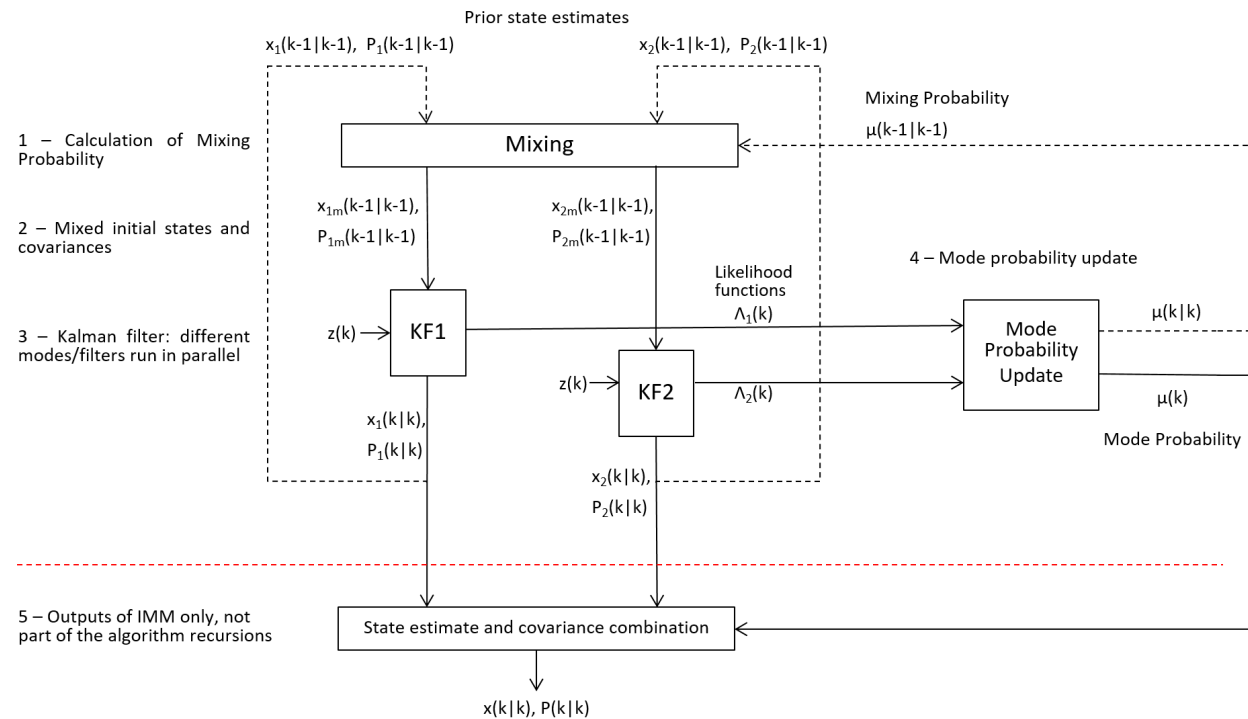 Prior state estimates
x₁(k-1|k-1), P₁(k-1|k-1)
x₂(k-1|k-1), P₂(k-1|k-1)
Mixing Probability
μ(k-1|k-1)
1 – Calculation of Mixing
Probability
Mixing
x₁ₘ(k-1|k-1),
P₁ₘ(k-1|k-1)
x₂ₘ(k-1|k-1),
P₂ₘ(k-1|k-1)
2 – Mixed initial states and
covariances
4 – Mode probability update
Likelihood
functions
Λ₁(k)
3 – Kalman filter: different
modes/filters run in parallel
z(k)
KF1
z(k)
KF2
Λ₂(k)
Mode
Probability
Update
μ(k|k)
μ(k)
Mode Probability
x₁(k|k),
P₁(k|k)
x₂(k|k),
P₂(k|k)
5 – Outputs of IMM only, not
part of the algorithm recursions
State estimate and covariance combination
x(k|k), P(k|k)